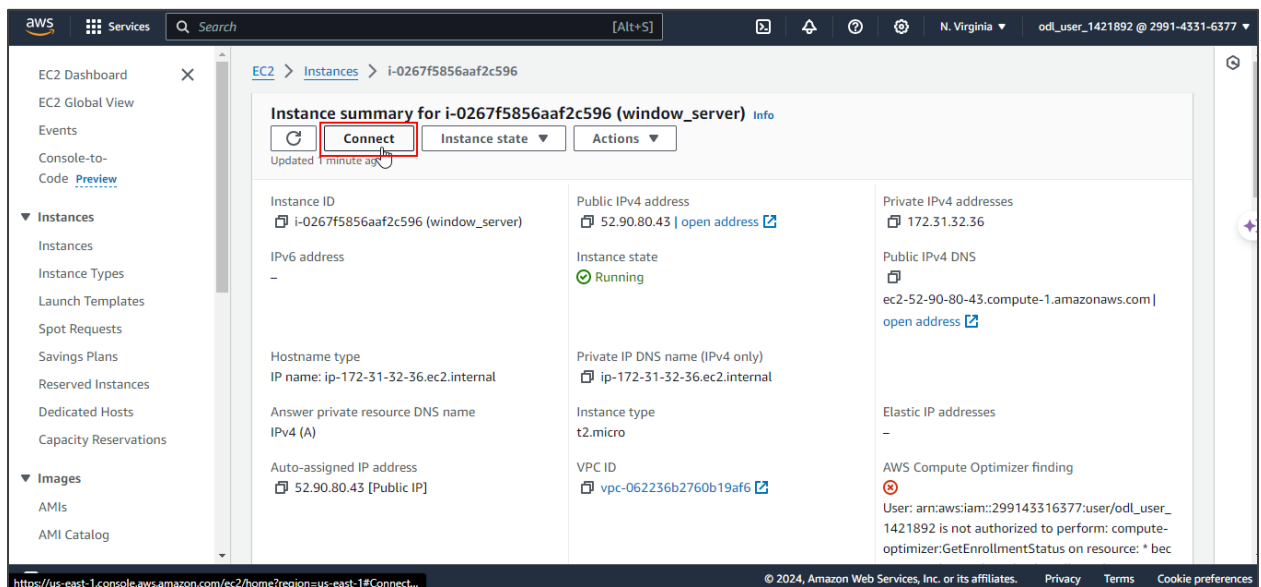 aws
Services
Search
[Alt+S]
N. Virginia
odl_user_1421892 @ 2991-4331-6377
EC2 Dashboard
EC2 Global View
Events
Console-to-
Code Preview
Instances
Instances
Instance Types
Launch Templates
Spot Requests
Savings Plans
Reserved Instances
Dedicated Hosts
Capacity Reservations
Images
AMIs
AMI Catalog
EC2 > Instances > i-0267f5856aaf2c596
Instance summary for i-0267f5856aaf2c596 (window_server) Info
Connect
Instance state
Actions
Updated 1 minute ag
Instance ID
i-0267f5856aaf2c596 (window_server)
Public IPv4 address
52.90.80.43 | open address
Private IPv4 addresses
172.31.32.36
IPv6 address
–
Instance state
Running
Public IPv4 DNS
ec2-52-90-80-43.compute-1.amazonaws.com |
open address
Hostname type
IP name: ip-172-31-32-36.ec2.internal
Private IP DNS name (IPv4 only)
ip-172-31-32-36.ec2.internal
Answer private resource DNS name
IPv4 (A)
Instance type
t2.micro
Elastic IP addresses
–
Auto-assigned IP address
52.90.80.43 [Public IP]
VPC ID
vpc-062236b2760b19af6
AWS Compute Optimizer finding
User: arn:aws:iam::299143316377:user/odl_user_
1421892 is not authorized to perform: compute-
optimizer:GetEnrollmentStatus on resource: * bec
https://us-east-1.console.aws.amazon.com/ec2/home?region=us-east-1#Connect...
© 2024, Amazon Web Services, Inc. or its affiliates.
Privacy
Terms
Cookie preferences